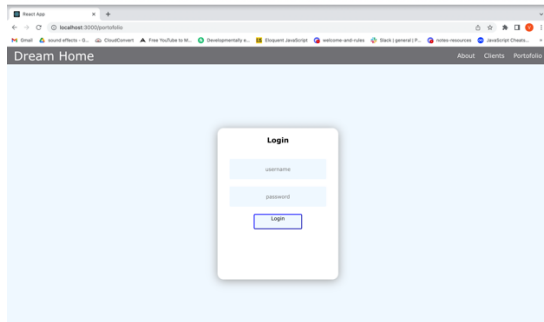 React App
localhost:3000/portofolio
Gmail sound effects - G... CloudConvert Free YouTube to M... Developmentally e... Eloquent JavaScript welcome-and-rules Slack | general | P... notes-resources JavaScript Cheats...
Dream Home About Clients Portofolio
Login
username
password
Login